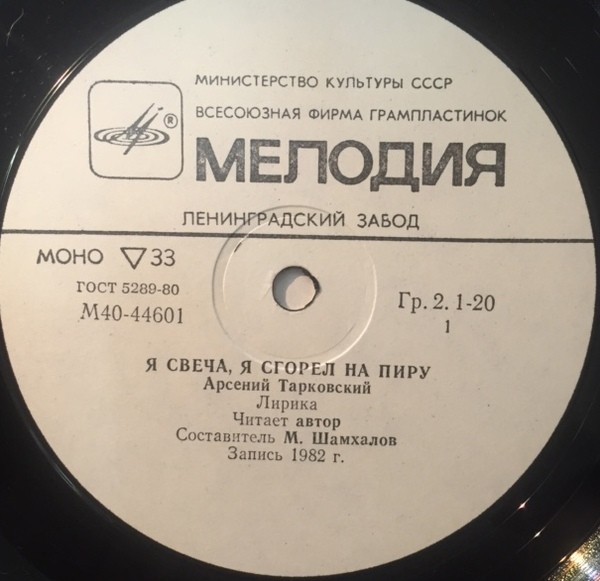 МИНИСТЕРСТВО КУЛЬТУРЫ СССР
ВСЕСОЮЗНАЯ ФИРМА ГРАМПЛАСТИНОК
®
МЕЛОДИЯ
ЛЕНИНГРАДСКИЙ ЗАВОД
МОНО ▽ 33
ГОСТ 5289-80
М40-44601
Гр. 2. 1-20
1
Я СВЕЧА, Я СГОРЕЛ НА ПИРУ
Арсений Тарковский
Лирика
Читает автор
Составитель М. Шамхалов
Запись 1982 г.